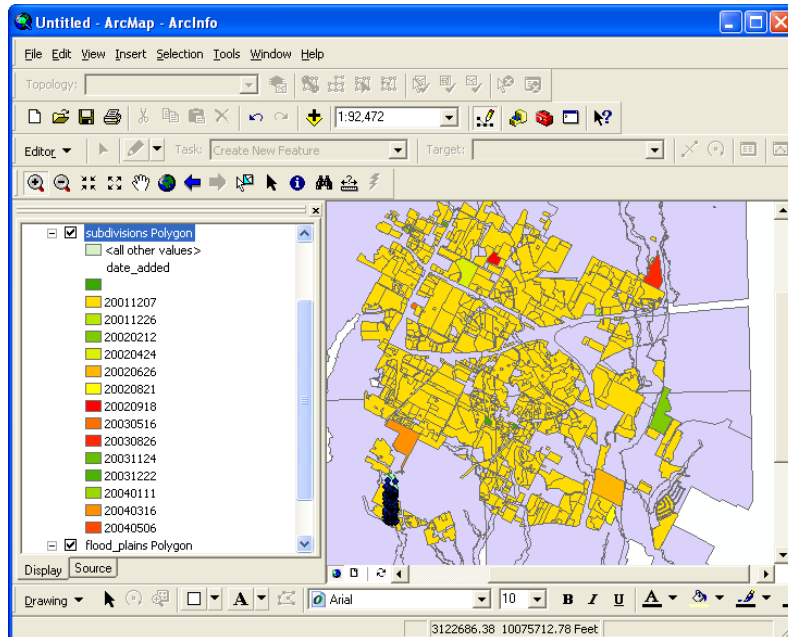 Untitled - ArcMap - ArcInfo
File Edit View Insert Selection Tools Window Help
Topology:
1:92,472
Editor Task: Create New Feature Target:
subdivisions Polygon
<all other values>
date_added
20011207
20011226
20020212
20020424
20020626
20020821
20020918
20030516
20030826
20031124
20031222
20040111
20040316
20040506
flood_plains Polygon
Display Source
Drawing A Arial 10 B I U A
3122686.38 10075712.78 Feet